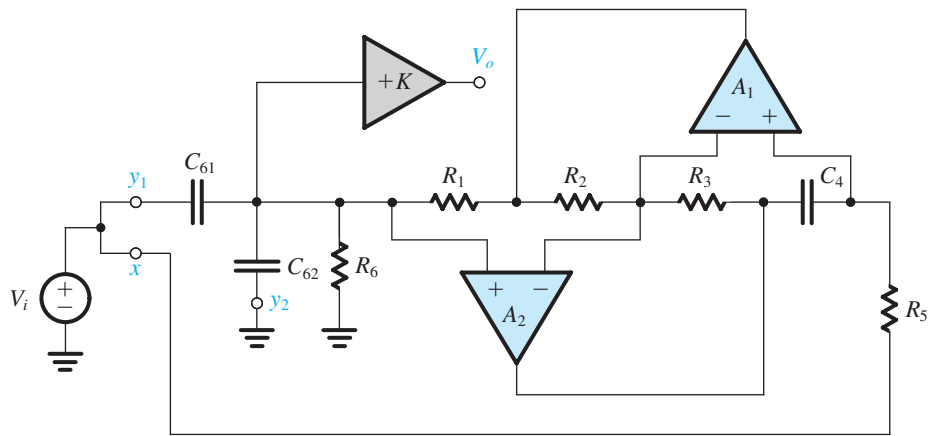 V_o
+K
A_1
− +
C_61
y_1
R_1
R_2
R_3
C_4
x
C_62
R_6
+ −
A_2
V_i
+
−
y_2
R_5